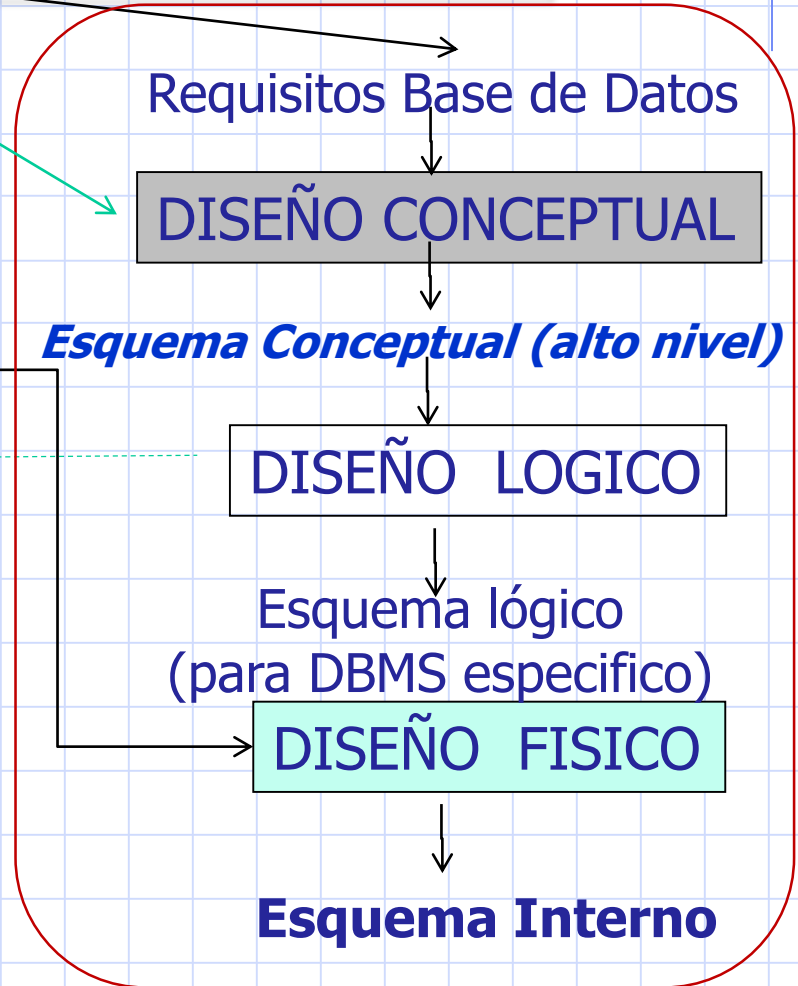 Requisitos Base de Datos
DISEÑO CONCEPTUAL
Esquema Conceptual (alto nivel)
DISEÑO LOGICO
Esquema lógico
(para DBMS especifico)
DISEÑO FISICO
Esquema Interno